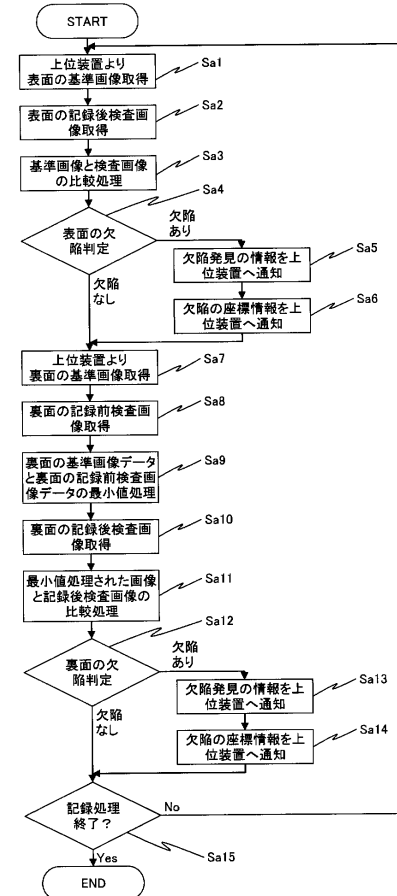 START
上位装置より
表面の基準画像取得
Sa1
表面の記録後検査画
像取得
Sa2
基準画像と検査画像
の比較処理
Sa3
表面の欠
陥判定
Sa4
欠陥
あり
欠陥
なし
欠陥発見の情報を上
位装置へ通知
Sa5
欠陥の座標情報を上
位装置へ通知
Sa6
上位装置より
裏面の基準画像取得
Sa7
裏面の記録前検査画
像取得
Sa8
裏面の基準画像データ
と裏面の記録前検査画
像データの最小値処理
Sa9
裏面の記録後検査画
像取得
Sa10
最小値処理された画像
と記録後検査画像の
比較処理
Sa11
裏面の欠
陥判定
Sa12
欠陥
あり
欠陥
なし
欠陥発見の情報を上
位装置へ通知
Sa13
欠陥の座標情報を上
位装置へ通知
Sa14
記録処理
終了？
No
Yes
Sa15
END